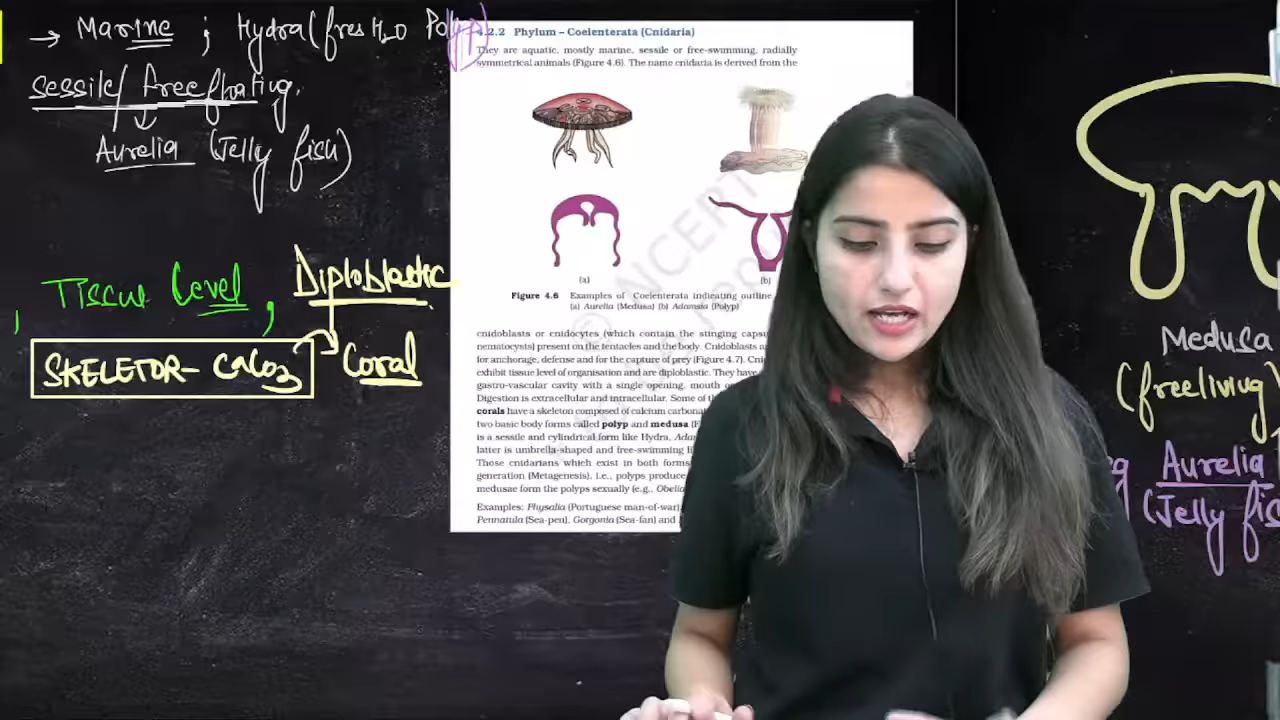 → Marine ; Hydra (fres H2O Polyp)
sessile/ freefloating.
Aurelia (Jelly fish)
Tissue Level , Diploblastic
SKELETOR- CaCO3 Coral
4.2.2 Phylum – Coelenterata (Cnidaria)
They are aquatic, mostly marine, sessile or free-swimming, radially
symmetrical animals (Figure 4.6). The name cnidaria is derived from the
(a) (b)
Figure 4.6 Examples of Coelenterata indicating outline
(a) Aurelia (Medusa) (b) Adamsia (Polyp)
cnidoblasts or cnidocytes (which contain the stinging
nematocysts) present on the tentacles and the body. Cnidoblasts
for anchorage, defense and for the capture of prey (Figure 4.7).
exhibit tissue level of organisation and are diploblastic. They have
gastro-vascular cavity with a single opening, mouth
Digestion is extracellular and intracellular. Some of
corals have a skeleton composed of calcium
two basic body forms called polyp and medusa
is a sessile and cylindrical form like Hydra,
latter is umbrella-shaped and free-swimming
Those cnidarians which exist in both forms
generation (Metagenesis), i.e., polyps produce
medusae form the polyps sexually (e.g., Obelia
Examples: Physalia (Portuguese man-of-war),
Pennatula (Sea-pen), Gorgonia (Sea-fan) and
© NCERT
Medusa
(freeliving)
Aurelia
(Jelly fis